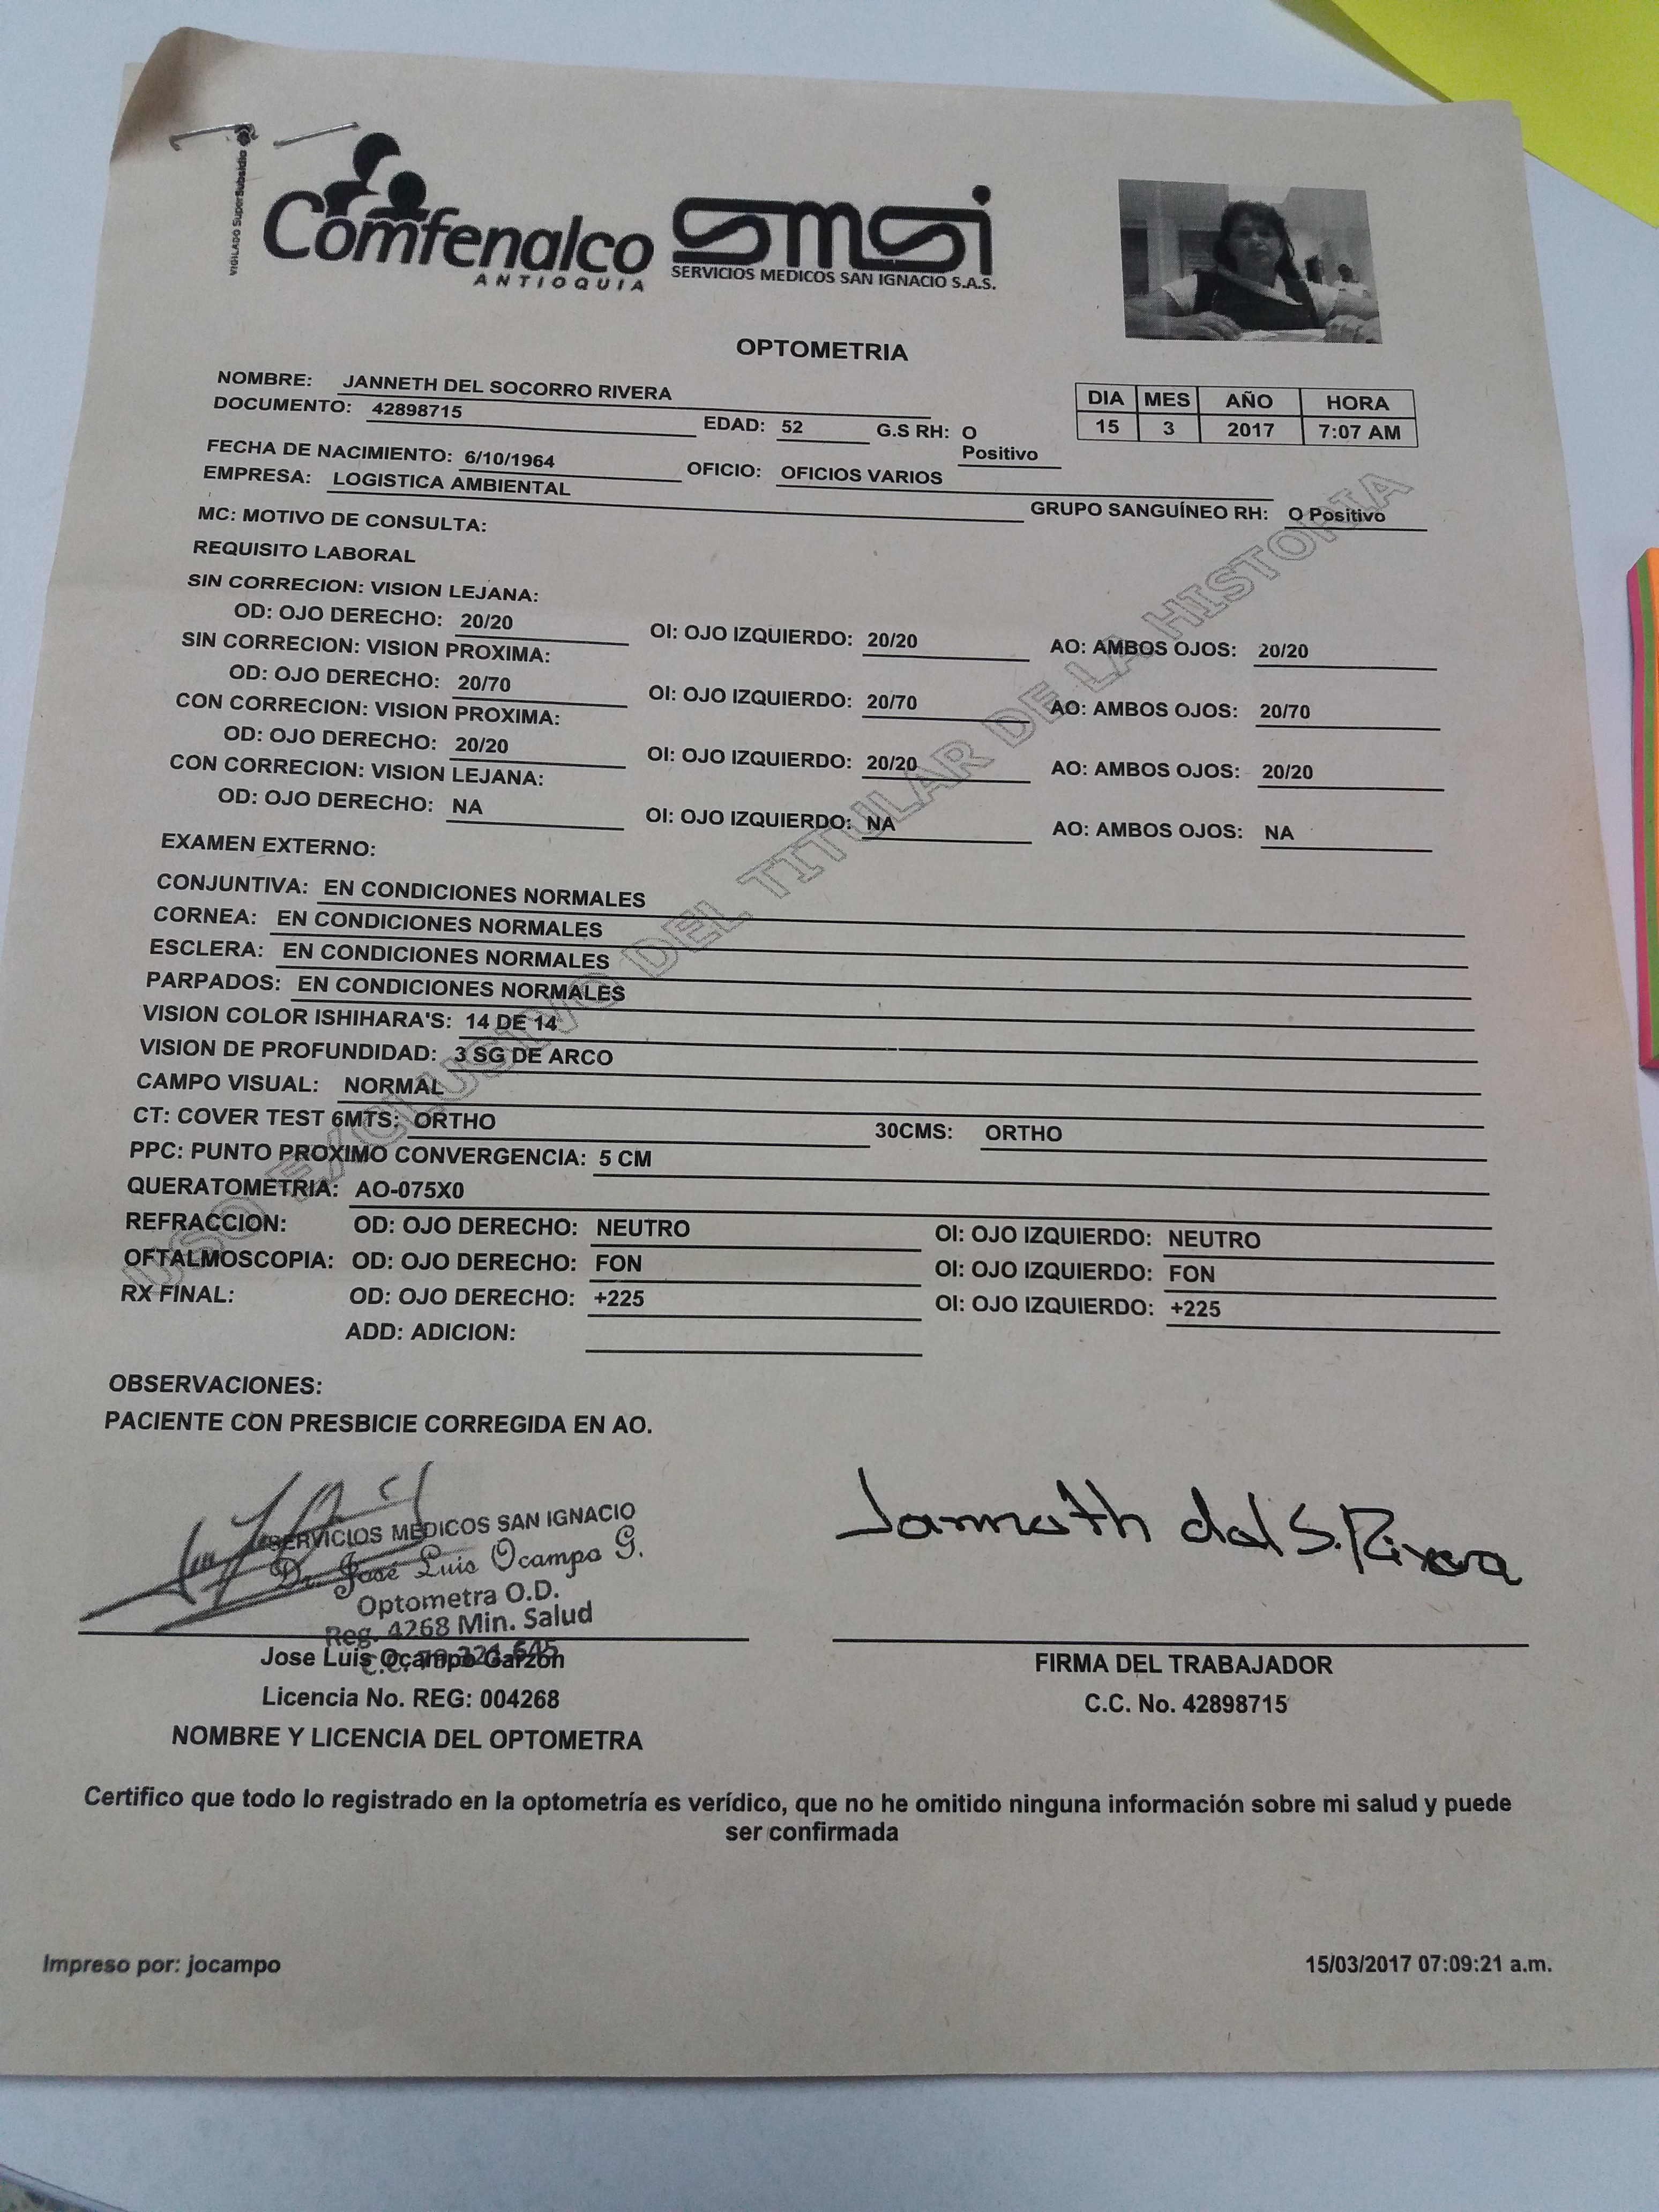 VIGILADO SuperSubsidio
Comfenalco
ANTIOQUIA
smsi
SERVICIOS MEDICOS SAN IGNACIO S.A.S.
OPTOMETRIA
NOMBRE: JANNETH DEL SOCORRO RIVERA
DIA MES AÑO HORA
15 3 2017 7:07 AM
DOCUMENTO: 42898715 EDAD: 52 G.S RH: O Positivo
FECHA DE NACIMIENTO: 6/10/1964 OFICIO: OFICIOS VARIOS
EMPRESA: LOGISTICA AMBIENTAL GRUPO SANGUÍNEO RH: O Positivo
MC: MOTIVO DE CONSULTA:
REQUISITO LABORAL
SIN CORRECION: VISION LEJANA:
OD: OJO DERECHO: 20/20 OI: OJO IZQUIERDO: 20/20 AO: AMBOS OJOS: 20/20
SIN CORRECION: VISION PROXIMA:
OD: OJO DERECHO: 20/70 OI: OJO IZQUIERDO: 20/70 AO: AMBOS OJOS: 20/70
CON CORRECION: VISION PROXIMA:
OD: OJO DERECHO: 20/20 OI: OJO IZQUIERDO: 20/20 AO: AMBOS OJOS: 20/20
CON CORRECION: VISION LEJANA:
OD: OJO DERECHO: NA OI: OJO IZQUIERDO: NA AO: AMBOS OJOS: NA
EXAMEN EXTERNO:
CONJUNTIVA: EN CONDICIONES NORMALES
CORNEA: EN CONDICIONES NORMALES
ESCLERA: EN CONDICIONES NORMALES
PARPADOS: EN CONDICIONES NORMALES
VISION COLOR ISHIHARA'S: 14 DE 14
VISION DE PROFUNDIDAD: 3 SG DE ARCO
CAMPO VISUAL: NORMAL
CT: COVER TEST 6MTS: ORTHO 30CMS: ORTHO
PPC: PUNTO PROXIMO CONVERGENCIA: 5 CM
QUERATOMETRIA: AO-075X0
REFRACCION: OD: OJO DERECHO: NEUTRO OI: OJO IZQUIERDO: NEUTRO
OFTALMOSCOPIA: OD: OJO DERECHO: FON OI: OJO IZQUIERDO: FON
RX FINAL: OD: OJO DERECHO: +225 OI: OJO IZQUIERDO: +225
ADD: ADICION:
USO EXCLUSIVO DEL TITULAR DE LA HISTORIA
OBSERVACIONES:
PACIENTE CON PRESBICIE CORREGIDA EN AO.
SERVICIOS MEDICOS SAN IGNACIO
Dr. José Luis Ocampo G.
Optometra O.D.
Reg. 4268 Min. Salud
C.C.
Jose Luis Ocampo Garzon
Licencia No. REG: 004268
NOMBRE Y LICENCIA DEL OPTOMETRA
Janneth del S. Rivera
FIRMA DEL TRABAJADOR
C.C. No. 42898715
Certifico que todo lo registrado en la optometría es verídico, que no he omitido ninguna información sobre mi salud y puede
ser confirmada
Impreso por: jocampo 15/03/2017 07:09:21 a.m.